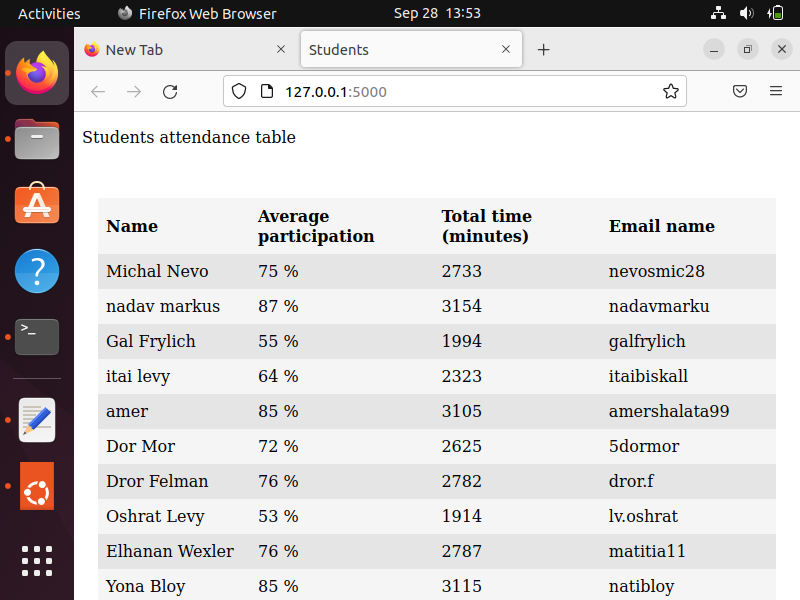 Activities Firefox Web Browser Sep 28 13:53
New Tab Students
127.0.0.1:5000
Students attendance table
Name Average participation Total time (minutes) Email name
Michal Nevo 75 % 2733 nevosmic28
nadav markus 87 % 3154 nadavmarku
Gal Frylich 55 % 1994 galfrylich
itai levy 64 % 2323 itaibiskall
amer 85 % 3105 amershalata99
Dor Mor 72 % 2625 5dormor
Dror Felman 76 % 2782 dror.f
Oshrat Levy 53 % 1914 lv.oshrat
Elhanan Wexler 76 % 2787 matitia11
Yona Bloy 85 % 3115 natibloy